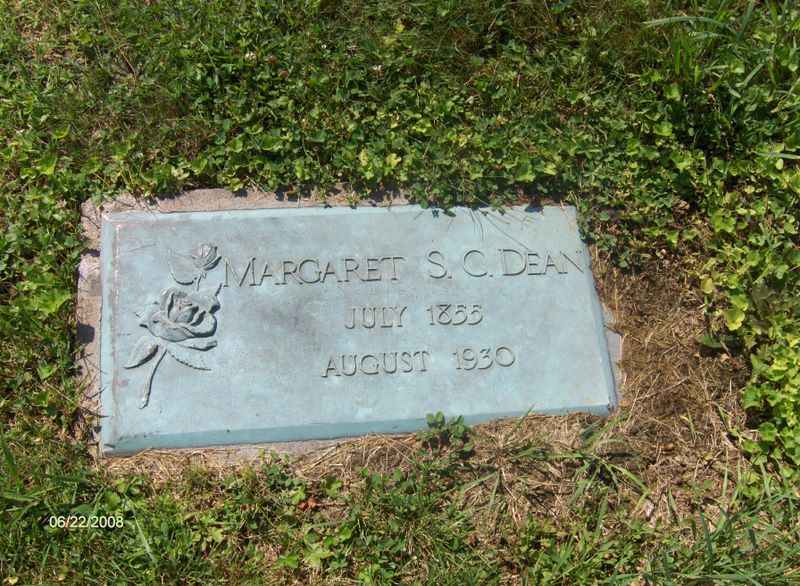 MARGARET S. C. DEAN
JULY 1855
AUGUST 1930
06/22/2008